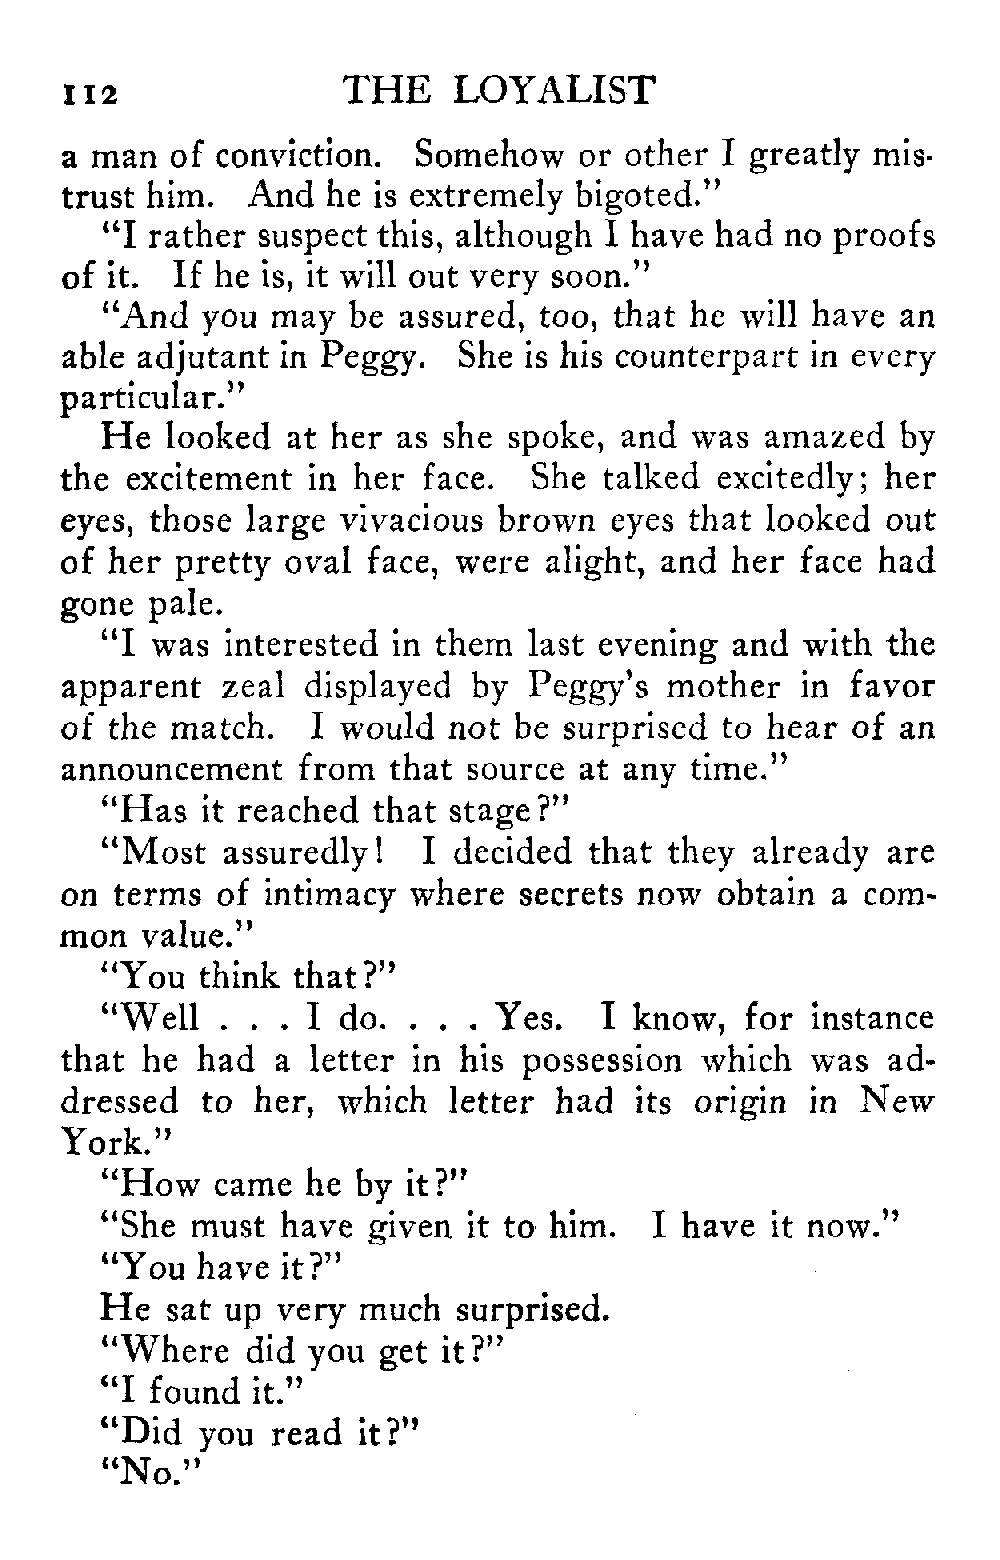 112 THE LOYALIST
a man of conviction. Somehow or other I greatly mis-
trust him. And he is extremely bigoted."
"I rather suspect this, although I have had no proofs
of it. If he is, it will out very soon."
"And you may be assured, too, that he will have an
able adjutant in Peggy. She is his counterpart in every
particular."
He looked at her as she spoke, and was amazed by
the excitement in her face. She talked excitedly; her
eyes, those large vivacious brown eyes that looked out
of her pretty oval face, were alight, and her face had
gone pale.
"I was interested in them last evening and with the
apparent zeal displayed by Peggy's mother in favor
of the match. I would not be surprised to hear of an
announcement from that source at any time."
"Has it reached that stage?"
"Most assuredly! I decided that they already are
on terms of intimacy where secrets now obtain a com-
mon value."
"You think that?"
"Well . . . I do. . . . Yes. I know, for instance
that he had a letter in his possession which was ad-
dressed to her, which letter had its origin in New
York."
"How came he by it?"
"She must have given it to him. I have it now."
"You have it?"
He sat up very much surprised.
"Where did you get it?"
"I found it."
"Did you read it?"
"No."